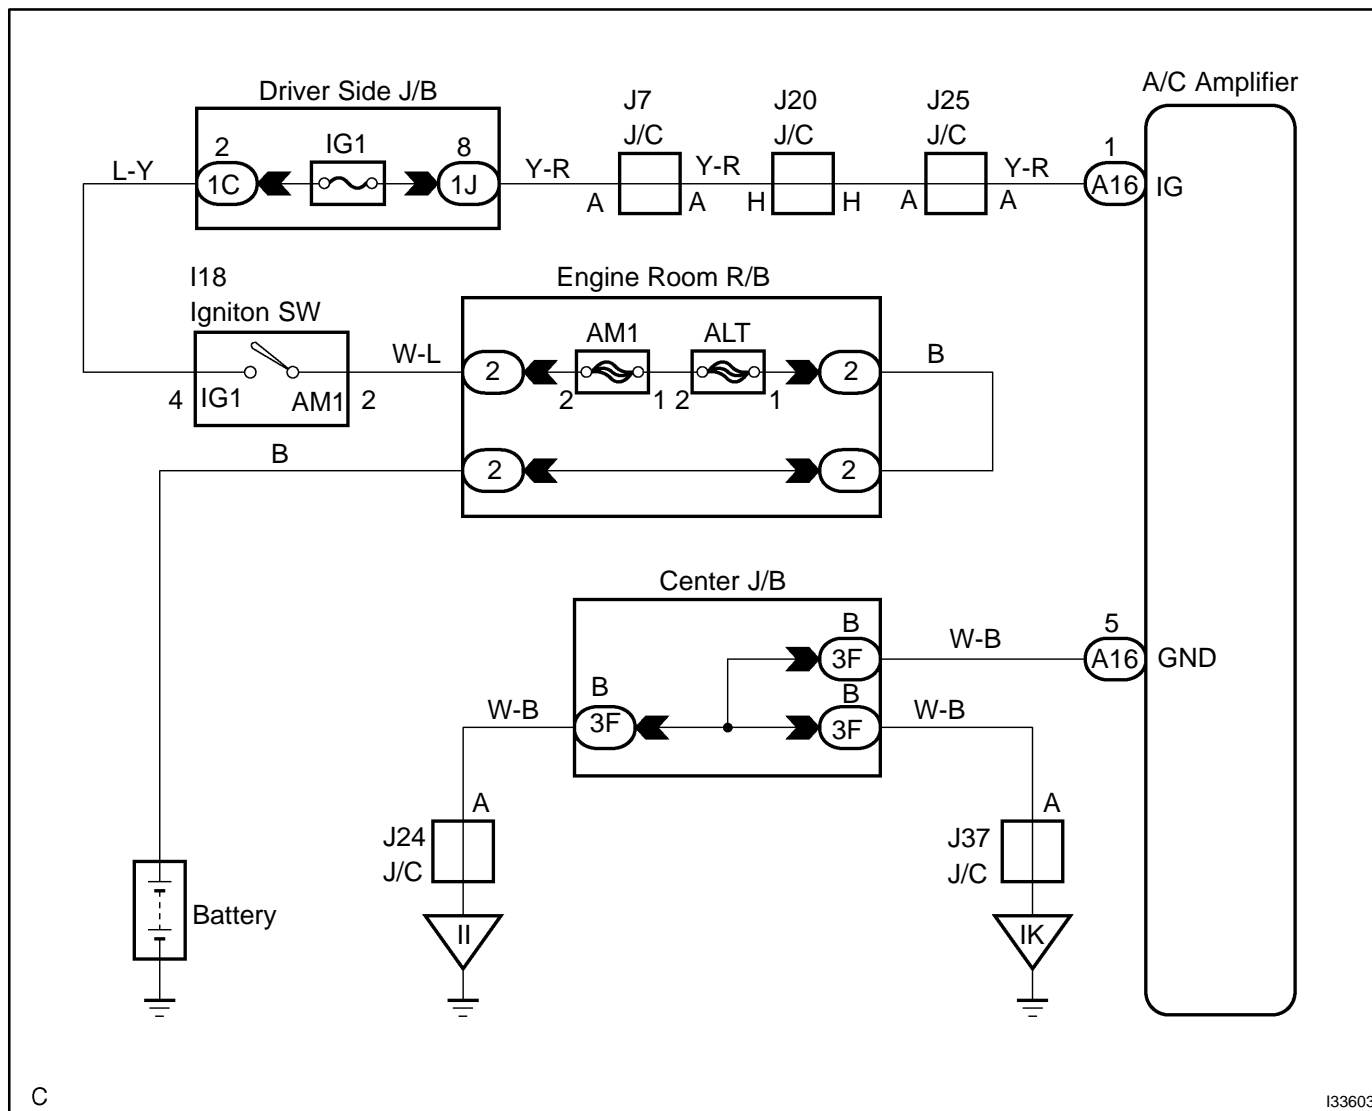 Driver Side J/B
2
IG1
8
L-Y
1C
1J
Y-R
J7
J/C
A
A
Y-R
J20
J/C
H
H
J25
J/C
A
A
Y-R
A/C Amplifier
1
A16
IG
I18
Igniton SW
4
IG1
AM1
2
W-L
Engine Room R/B
2
AM1
ALT
2
2
1
2
1
B
B
2
2
Center J/B
B
3F
W-B
5
A16
GND
B
3F
B
3F
W-B
W-B
A
J24
J/C
II
A
J37
J/C
IK
Battery
C
I33603